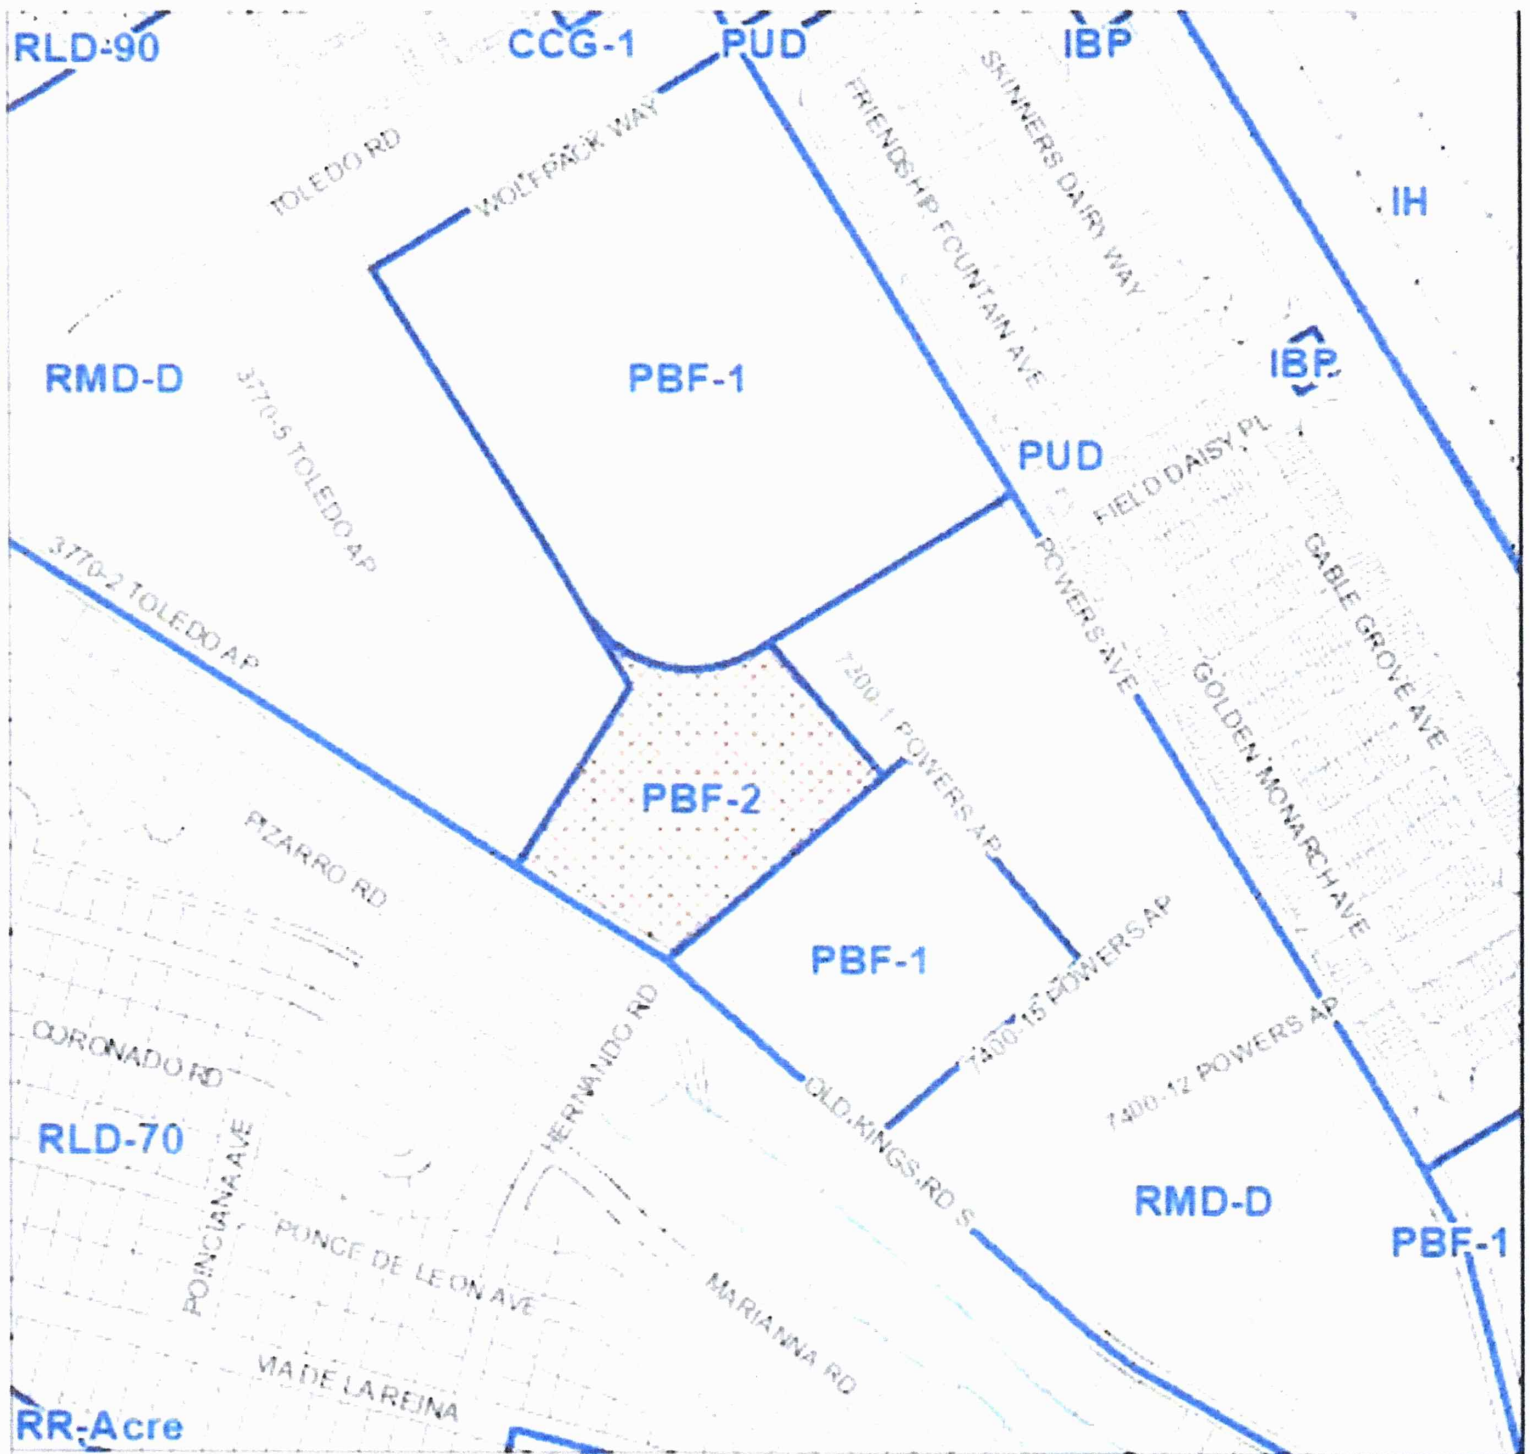 RLD-90
CCG-1
PUD
IBP
SKINNERS DAIRY WAY
FRIENDSHIP FOUNTAIN AVE
TOLEDO RD
WOLFPACK WAY
IH
RMD-D
3770-5 TOLEDO AP
PBF-1
IBP
PUD
FIELD DAISY PL
3770-2 TOLEDO AP
POWERS AVE
GABLE GROVE AVE
7200-1 POWERS AP
GOLDEN MONARCH AVE
PBF-2
PIZARRO RD
PBF-1
7400-15 POWERS AP
HERNANDO RD
CORONADO RD
7400-12 POWERS AP
OLD KINGS RD S
RLD-70
POINCIANA AVE
RMD-D
PBF-1
PONCE DE LEON AVE
MARIANNA RD
VIA DE LA REINA
RR-Acre